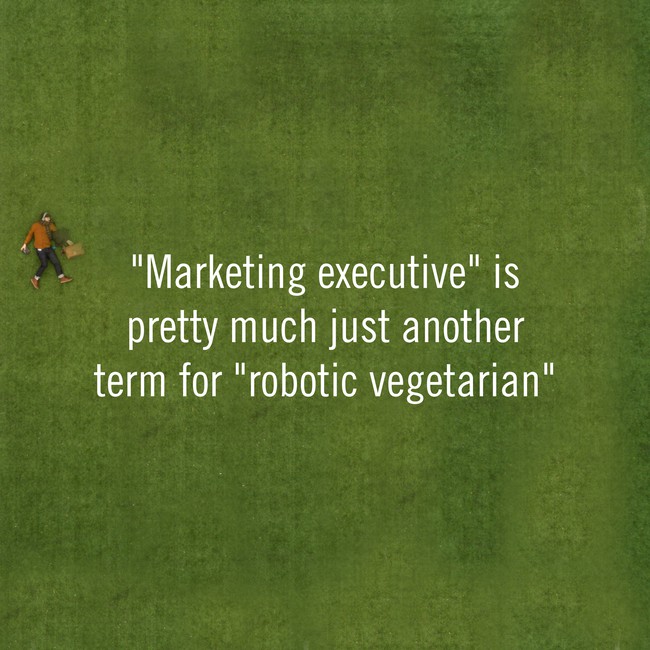 "Marketing executive" is
pretty much just another
term for "robotic vegetarian"